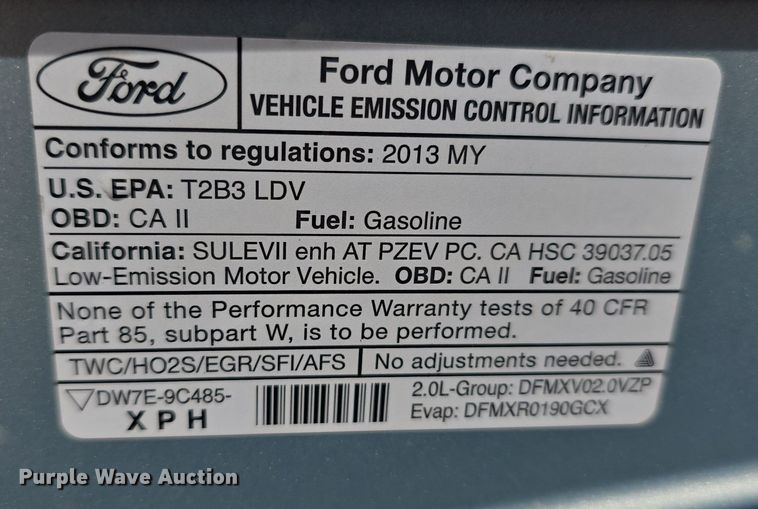 Ford
Ford Motor Company
VEHICLE EMISSION CONTROL INFORMATION
Conforms to regulations: 2013 MY
U.S. EPA: T2B3 LDV
OBD: CA II Fuel: Gasoline
California: SULEVII enh AT PZEV PC. CA HSC 39037.05
Low-Emission Motor Vehicle. OBD: CA II Fuel: Gasoline
None of the Performance Warranty tests of 40 CFR
Part 85, subpart W, is to be performed.
TWC/HO2S/EGR/SFI/AFS No adjustments needed.
DW7E-9C485-
X P H
2.0L-Group: DFMXV02.0VZP
Evap: DFMXR0190GCX
Purple Wave Auction